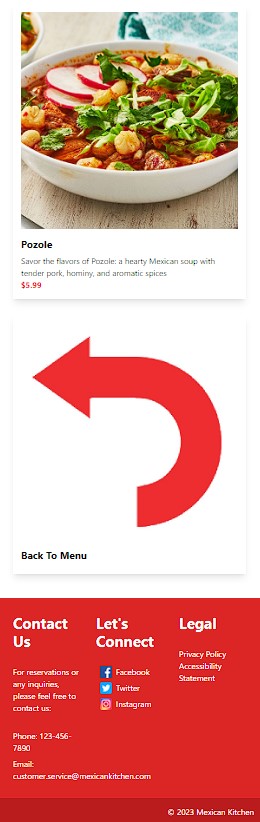 Pozole
Savor the flavors of Pozole: a hearty Mexican soup with
tender pork, hominy, and aromatic spices
$5.99
Back To Menu
Contact
Us
For reservations or
any inquiries,
please feel free to
contact us:
Phone: 123-456-
7890
Email:
customer.service@mexicankitchen.com
Let's
Connect
Facebook
Twitter
Instagram
Legal
Privacy Policy
Accessibility
Statement
© 2023 Mexican Kitchen